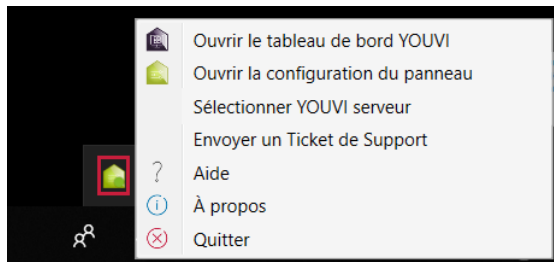 Ouvrir le tableau de bord YOUVI
Ouvrir la configuration du panneau
Sélectionner YOUVI serveur
Envoyer un Ticket de Support
Aide
À propos
Quitter